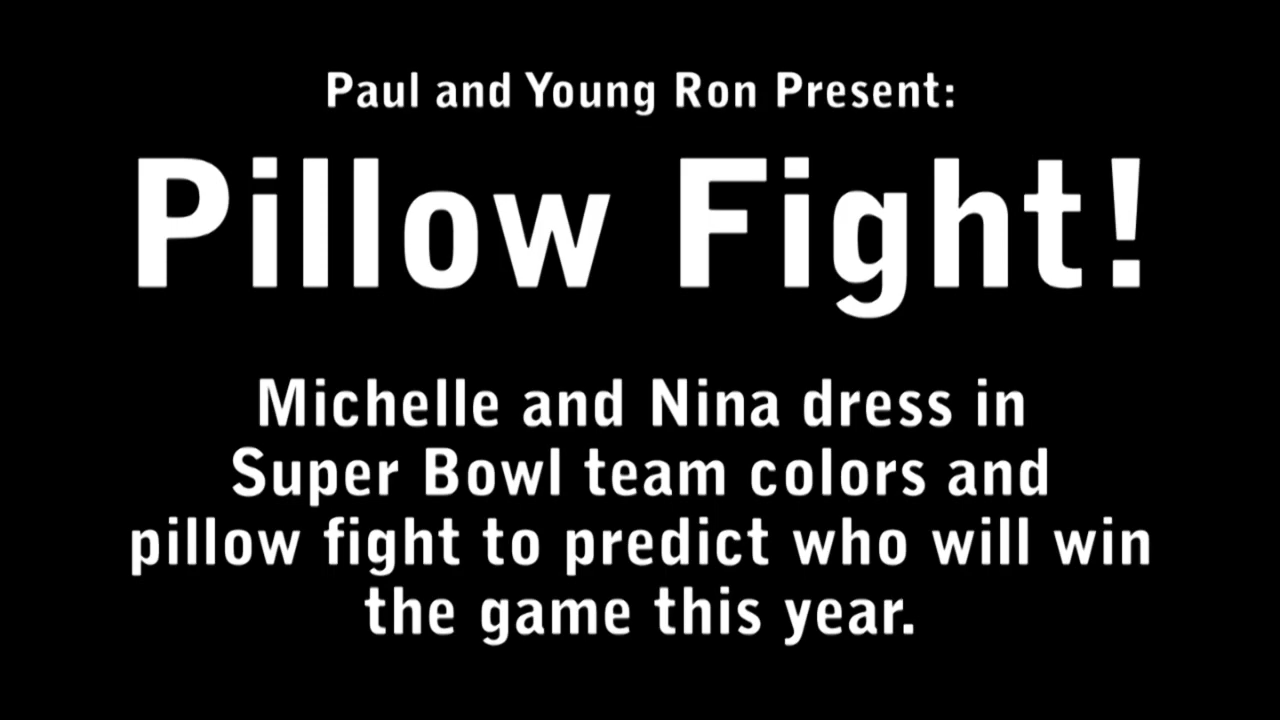 Paul and Young Ron Present:
Pillow Fight!
Michelle and Nina dress in
Super Bowl team colors and
pillow fight to predict who will win
the game this year.